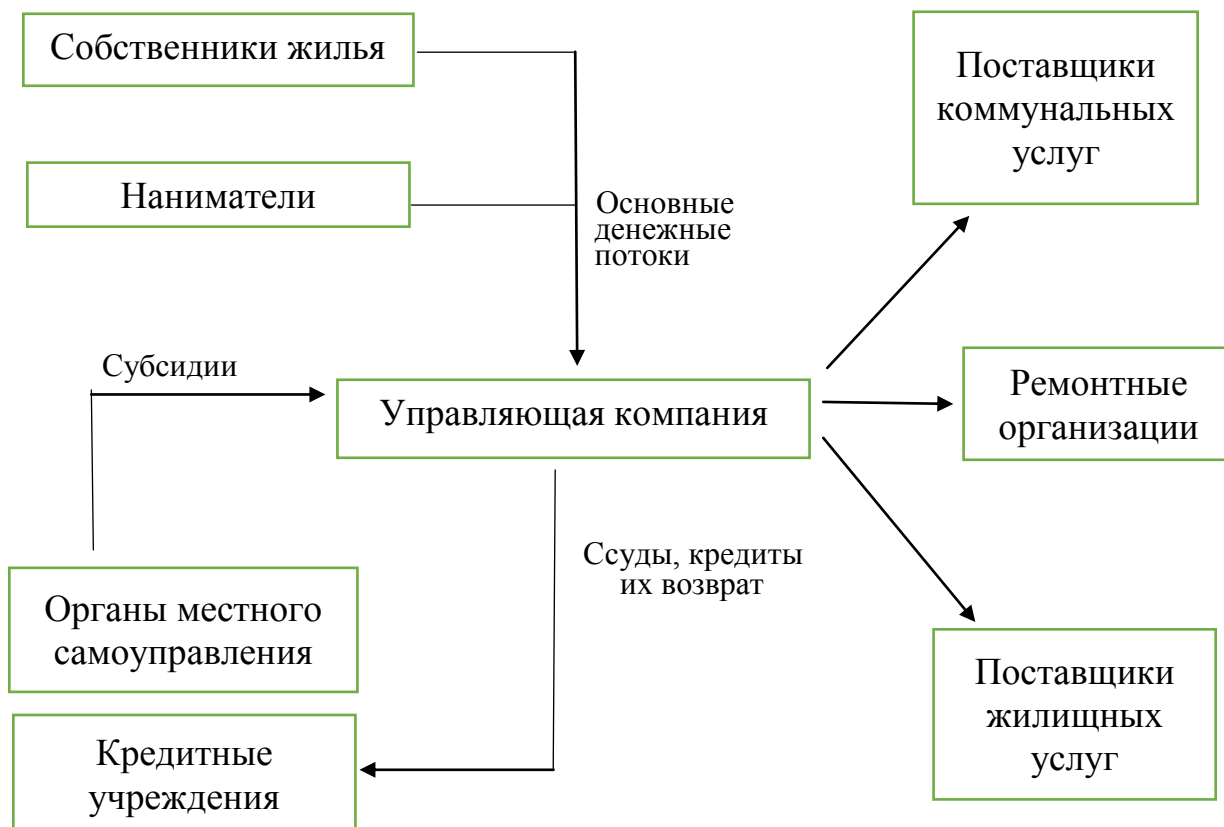 Собственники жилья
Наниматели
Основные
денежные
потоки
Поставщики
коммунальных
услуг
Субсидии
Управляющая компания
Ремонтные
организации
Ссуды, кредиты
их возврат
Органы местного
самоуправления
Поставщики
жилищных
услуг
Кредитные
учреждения